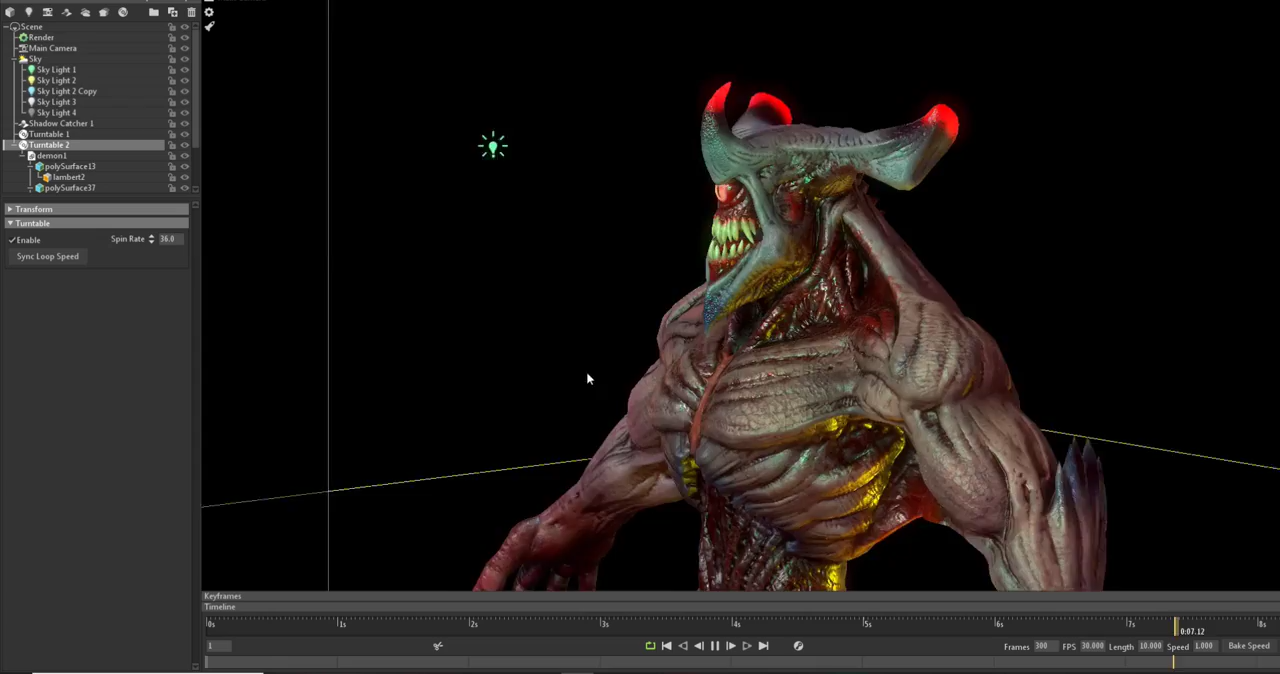 Scene
Render
Main Camera
Sky
Sky Light 1
Sky Light 2
Sky Light 2 Copy
Sky Light 3
Sky Light 4
Shadow Catcher 1
Turntable 1
Turntable 2
demon1
polySurface13
lambert2
polySurface37
Transform
Turntable
Enable Spin Rate 36.0
Sync Loop Speed
Keyframes
Timeline
0s 1s 2s 3s 4s 5s 6s 7s 8s
0:07.12
1 Frames 300 FPS 30.000 Length 10.000 Speed 1.000 Bake Speed